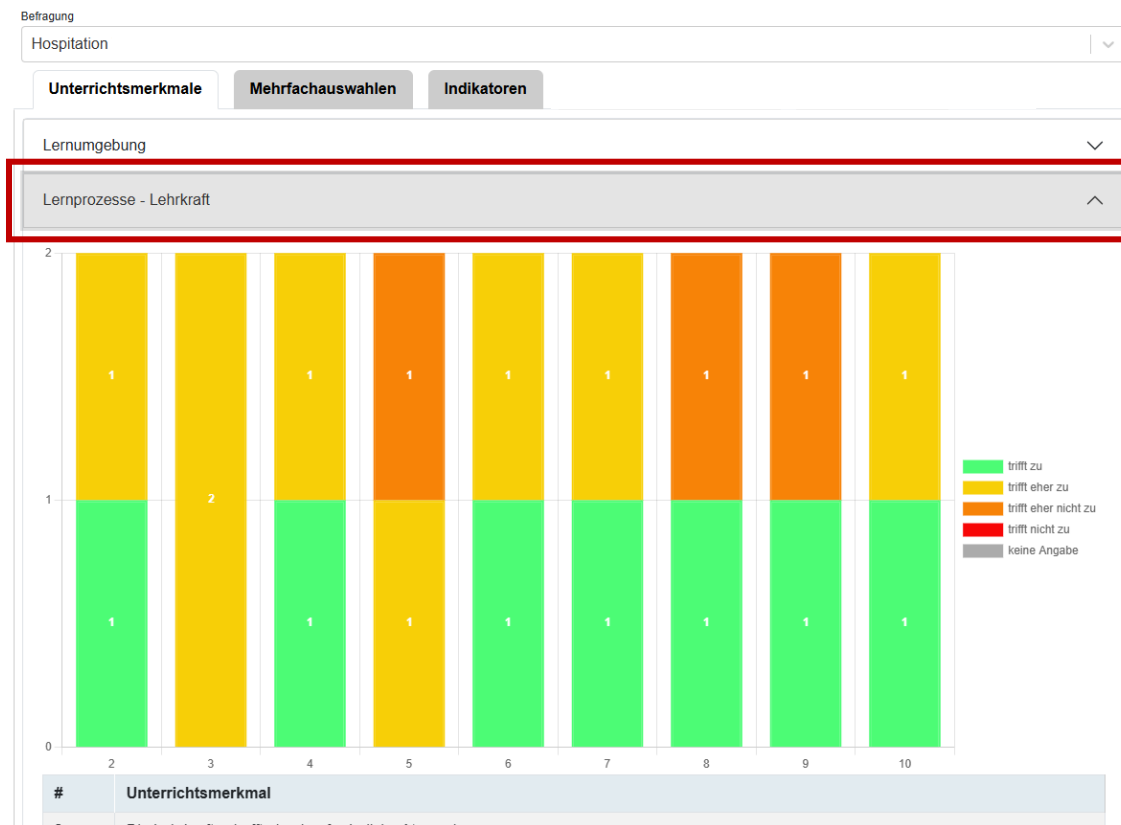 Befragung
Hospitation
Unterrichtsmerkmale Mehrfachauswahlen Indikatoren
Lernumgebung
Lernprozesse - Lehrkraft
2
1 1 1 1 1 1 1 1
trifft zu
trifft eher zu
1 2
trifft eher nicht zu
trifft nicht zu
keine Angabe
1 1 1 1 1 1 1 1
0
2 3 4 5 6 7 8 9 10
# Unterrichtsmerkmal